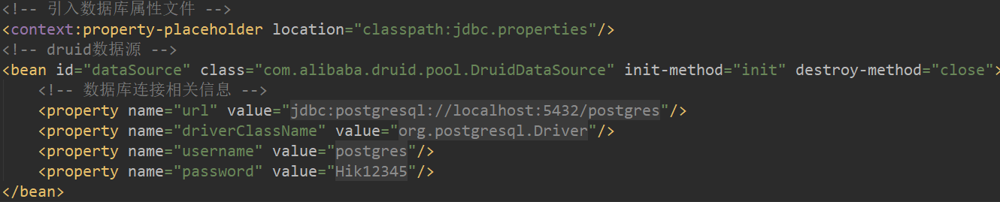 <!-- 引入数据库属性文件 -->
<context:property-placeholder location="classpath:jdbc.properties"/>
<!-- druid数据源 -->
<bean id="dataSource" class="com.alibaba.druid.pool.DruidDataSource" init-method="init" destroy-method="close">
    <!-- 数据库连接相关信息 -->
    <property name="url" value="jdbc:postgresql://localhost:5432/postgres"/>
    <property name="driverClassName" value="org.postgresql.Driver"/>
    <property name="username" value="postgres"/>
    <property name="password" value="Hik12345"/>
</bean>